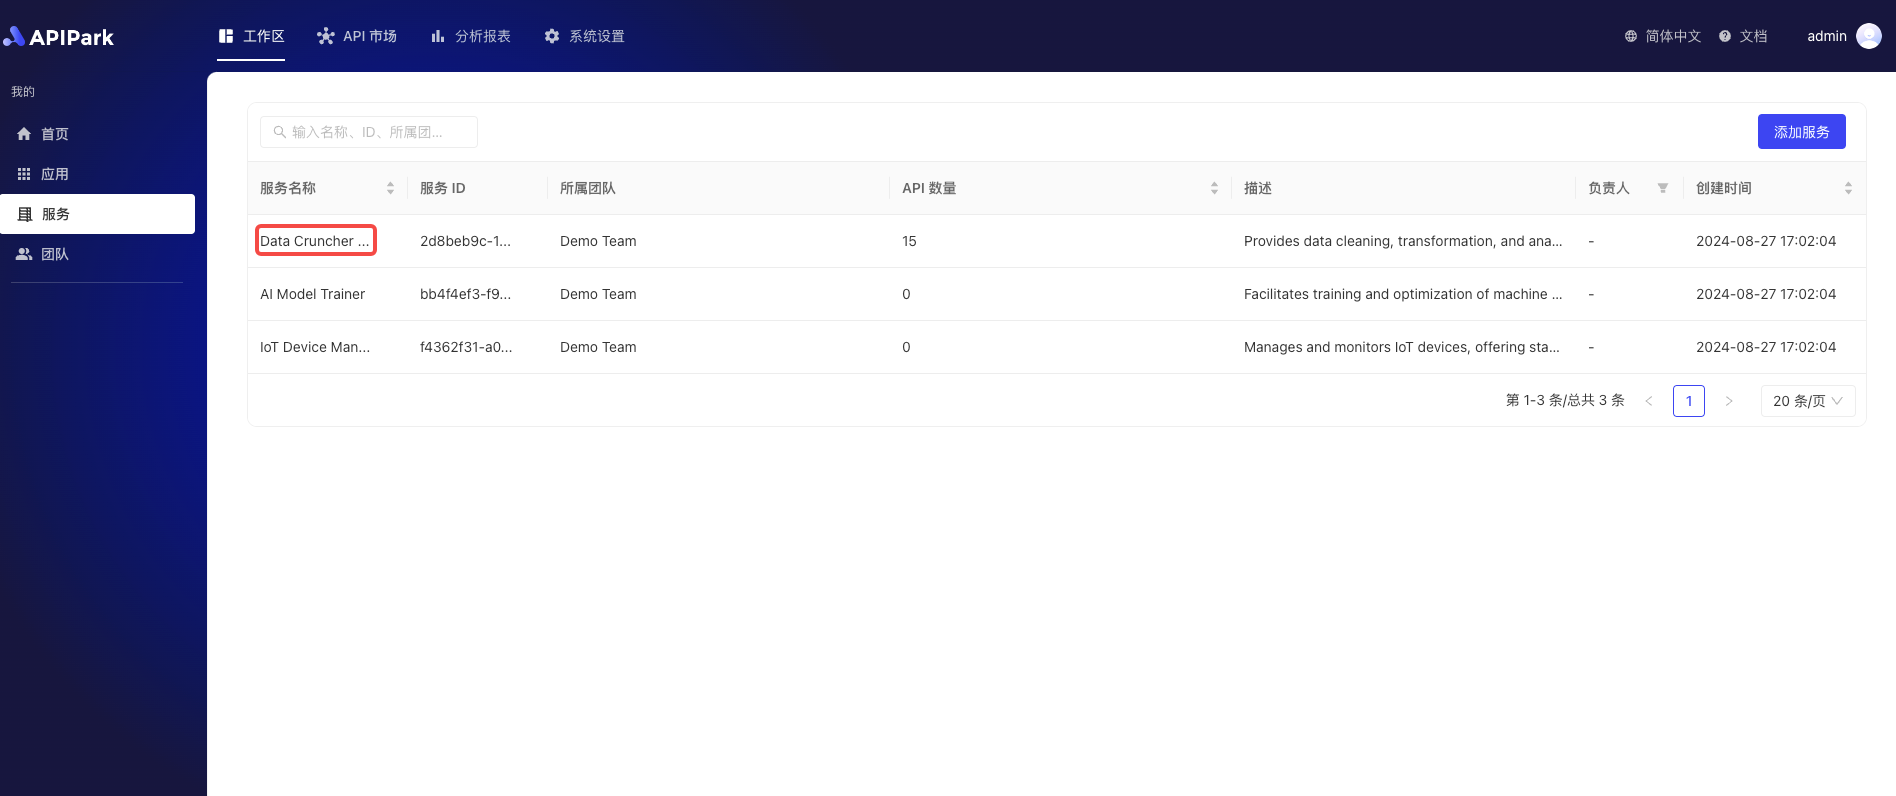 APIPark
工作区
API 市场
分析报表
系统设置
简体中文
文档
admin
我的
首页
应用
服务
团队
输入名称、ID、所属团...
添加服务
服务名称 服务 ID 所属团队 API 数量 描述 负责人 创建时间
Data Cruncher ... 2d8beb9c-1... Demo Team 15 Provides data cleaning, transformation, and ana... - 2024-08-27 17:02:04
AI Model Trainer bb4f4ef3-f9... Demo Team 0 Facilitates training and optimization of machine ... - 2024-08-27 17:02:04
IoT Device Man... f4362f31-a0... Demo Team 0 Manages and monitors IoT devices, offering sta... - 2024-08-27 17:02:04
第 1-3 条/总共 3 条 < 1 > 20 条/页